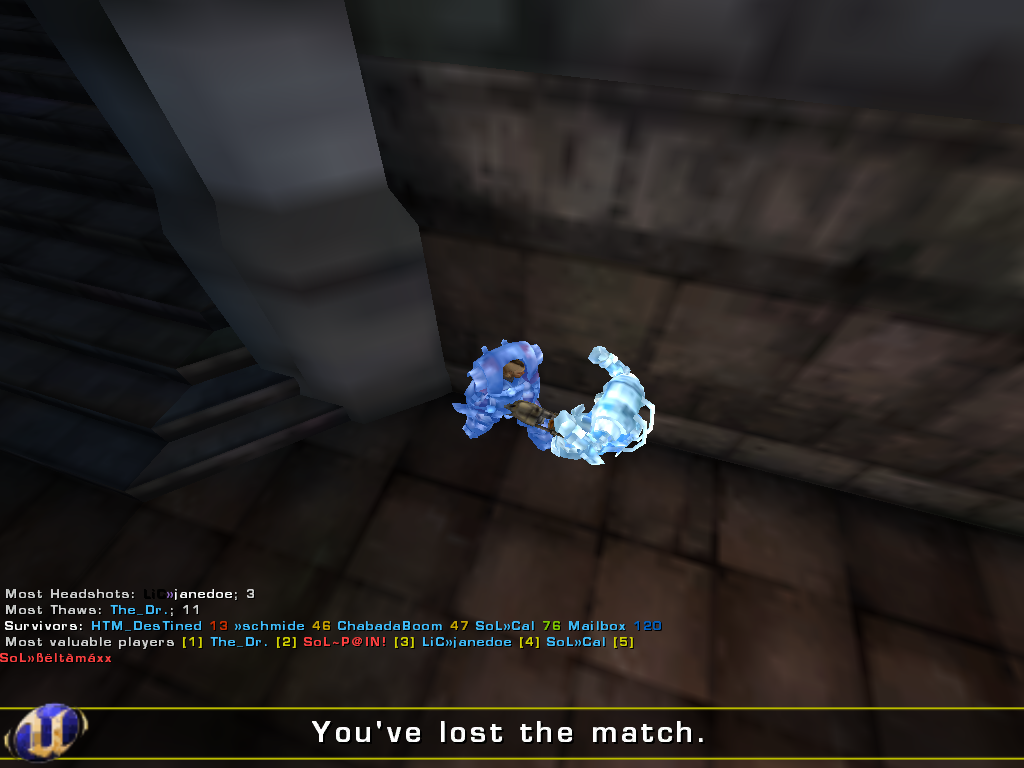 Most Headshots: LiC»janedoe; 3
Most Thaws: The_Dr.; 11
Survivors: HTM_DesTined 13 »schmide 46 ChabadaBoom 47 SoL»Cal 76 Mailbox 120
Most valuable players [1] The_Dr. [2] SoL~P@IN! [3] LiC»janedoe [4] SoL»Cal [5]
SoL»ßëltåmáxx
You've lost the match.